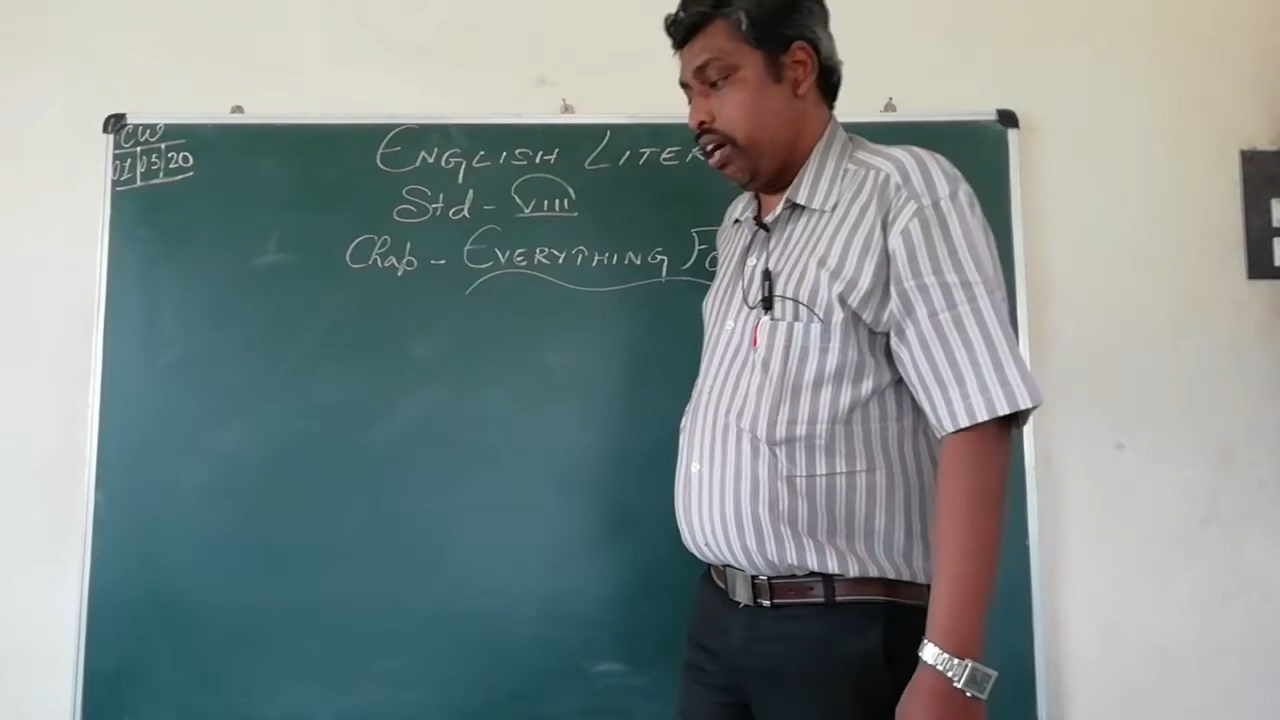 CW
01 05 20
ENGLISH LITER
Std - VIII
Chap - EVERYTHING FO